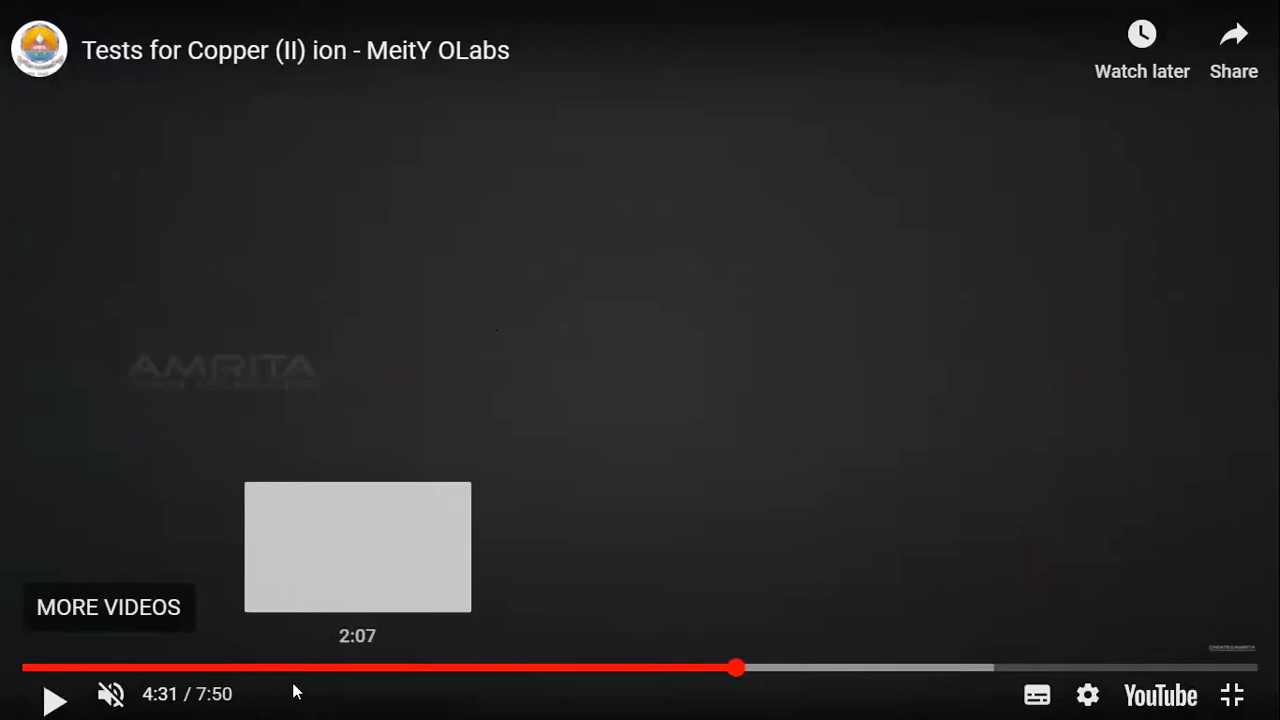 Tests for Copper (II) ion - MeitY OLabs
Watch later
Share
AMRITA
MORE VIDEOS
2:07
4:31 / 7:50
YouTube